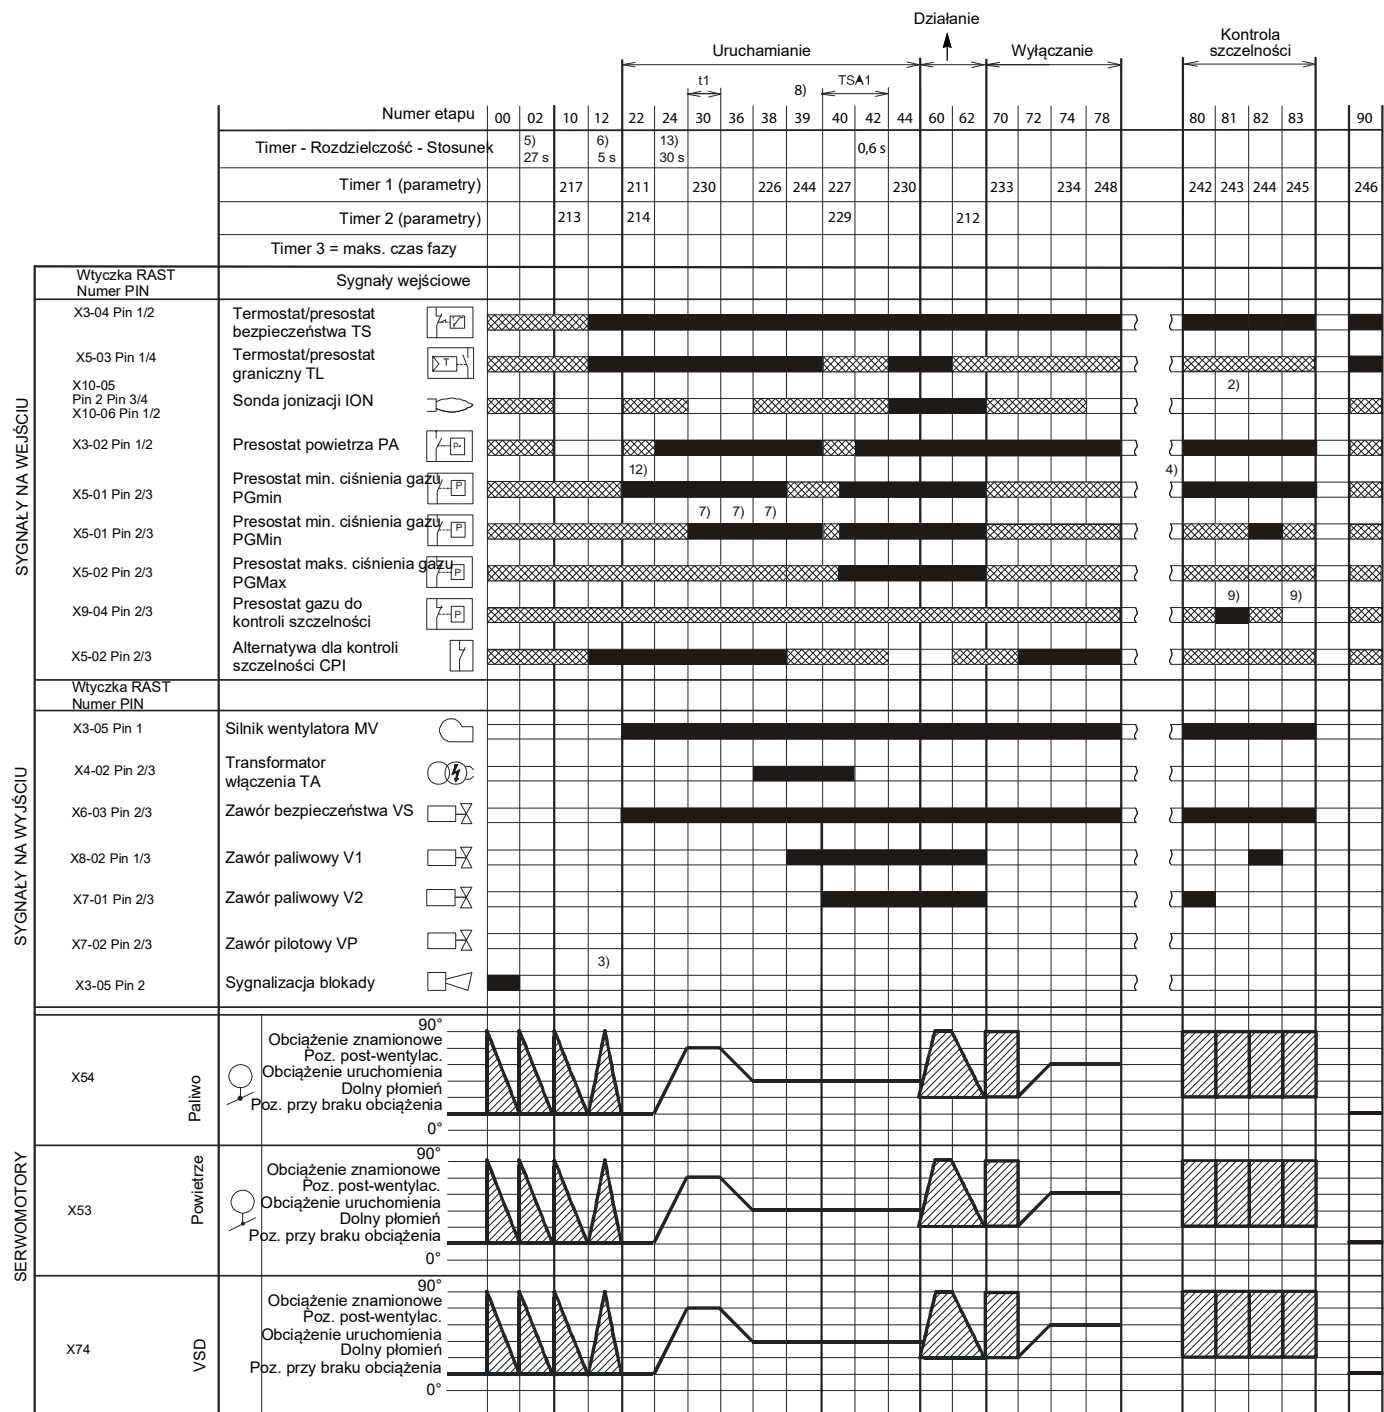 Działanie
Uruchamianie
Wyłączanie
Kontrola
szczelności
t1
8)
TSA1
Numer etapu 00 02 10 12 22 24 30 36 38 39 40 42 44 60 62 70 72 74 78 80 81 82 83 90
Timer - Rozdzielczość - Stosunek 5) 27 s 6) 5 s 13) 30 s 0,6 s
Timer 1 (parametry) 217 211 230 226 244 227 230 233 234 248 242 243 244 245 246
Timer 2 (parametry) 213 214 229 212
Timer 3 = maks. czas fazy
Wtyczka RAST
Numer PIN
Sygnały wejściowe
SYGNAŁY NA WEJŚCIU
X3-04 Pin 1/2
Termostat/presostat
bezpieczeństwa TS
X5-03 Pin 1/4
Termostat/presostat
graniczny TL
T
2)
X10-05
Pin 2 Pin 3/4
X10-06 Pin 1/2
Sonda jonizacji ION
X3-02 Pin 1/2
Presostat powietrza PA
P-
12)
4)
X5-01 Pin 2/3
Presostat min. ciśnienia gazu
PGmin
P
7) 7) 7)
X5-01 Pin 2/3
Presostat min. ciśnienia gazu
PGMin
P
X5-02 Pin 2/3
Presostat maks. ciśnienia gazu
PGMax
P
9) 9)
X9-04 Pin 2/3
Presostat gazu do
kontroli szczelności
P
X5-02 Pin 2/3
Alternatywa dla kontroli
szczelności CPI
Wtyczka RAST
Numer PIN
SYGNAŁY NA WYJŚCIU
X3-05 Pin 1
Silnik wentylatora MV
X4-02 Pin 2/3
Transformator
włączenia TA
X6-03 Pin 2/3
Zawór bezpieczeństwa VS
X8-02 Pin 1/3
Zawór paliwowy V1
X7-01 Pin 2/3
Zawór paliwowy V2
X7-02 Pin 2/3
Zawór pilotowy VP
3)
X3-05 Pin 2
Sygnalizacja blokady
SERWOMOTORY
X54
Paliwo
90°
Obciążenie znamionowe
Poz. post-wentylac.
Obciążenie uruchomienia
Dolny płomień
Poz. przy braku obciążenia
0°
X53
Powietrze
90°
Obciążenie znamionowe
Poz. post-wentylac.
Obciążenie uruchomienia
Dolny płomień
Poz. przy braku obciążenia
0°
X74
VSD
90°
Obciążenie znamionowe
Poz. post-wentylac.
Obciążenie uruchomienia
Dolny płomień
Poz. przy braku obciążenia
0°